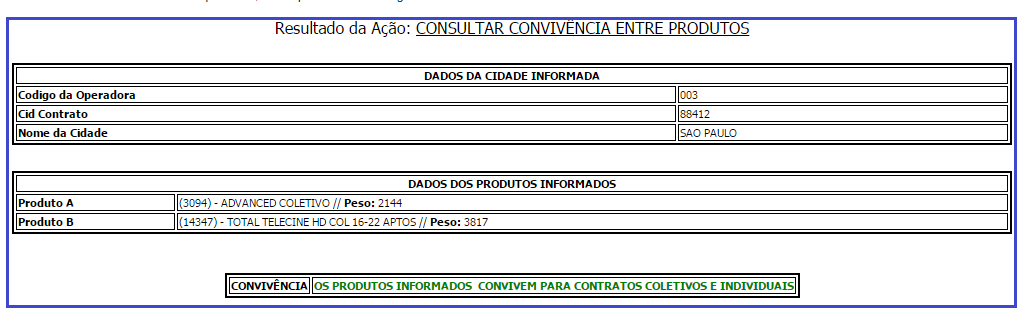 Resultado da Ação: CONSULTAR CONVIVÊNCIA ENTRE PRODUTOS
DADOS DA CIDADE INFORMADA
Codigo da Operadora 003
Cid Contrato 88412
Nome da Cidade SAO PAULO
DADOS DOS PRODUTOS INFORMADOS
Produto A (3094) - ADVANCED COLETIVO // Peso: 2144
Produto B (14347) - TOTAL TELECINE HD COL 16-22 APTOS // Peso: 3817
CONVIVÊNCIA OS PRODUTOS INFORMADOS CONVIVEM PARA CONTRATOS COLETIVOS E INDIVIDUAIS